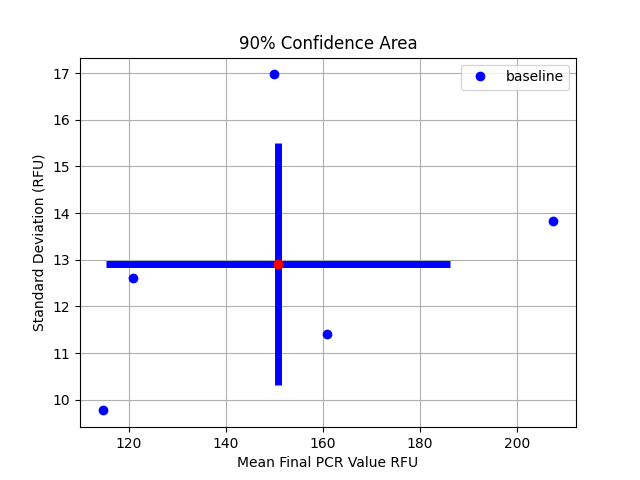 90% Confidence Area
baseline
17
16
15
14
13
12
11
10
Standard Deviation (RFU)
120 140 160 180 200
Mean Final PCR Value RFU